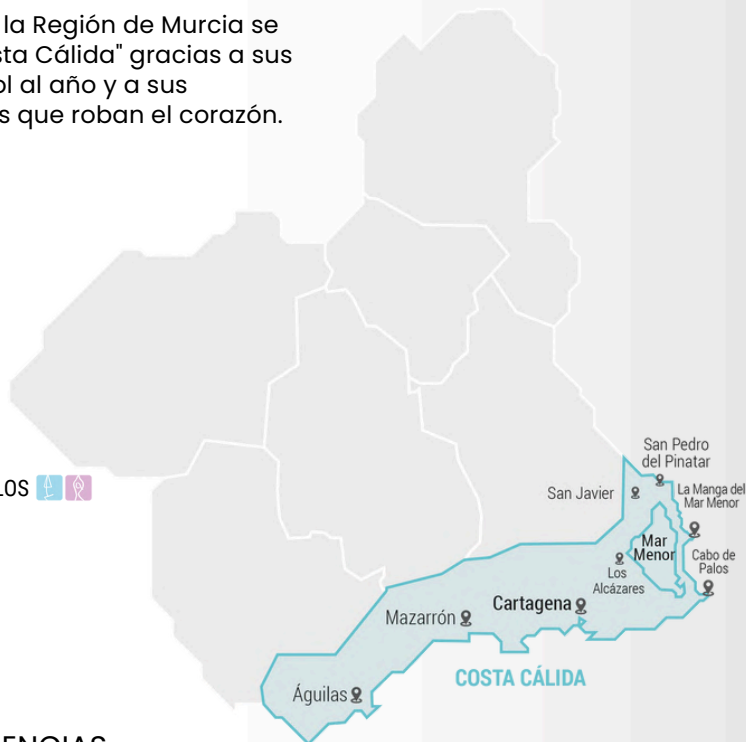 la Región de Murcia se
sta Cálida" gracias a sus
ol al año y a sus
s que roban el corazón.
San Pedro
del Pinatar
LOS
San Javier
La Manga del
Mar Menor
Mar
Menor
Cabo de
Palos
Los
Alcázares
Cartagena
Mazarrón
COSTA CÁLIDA
Águilas
ENCIAS